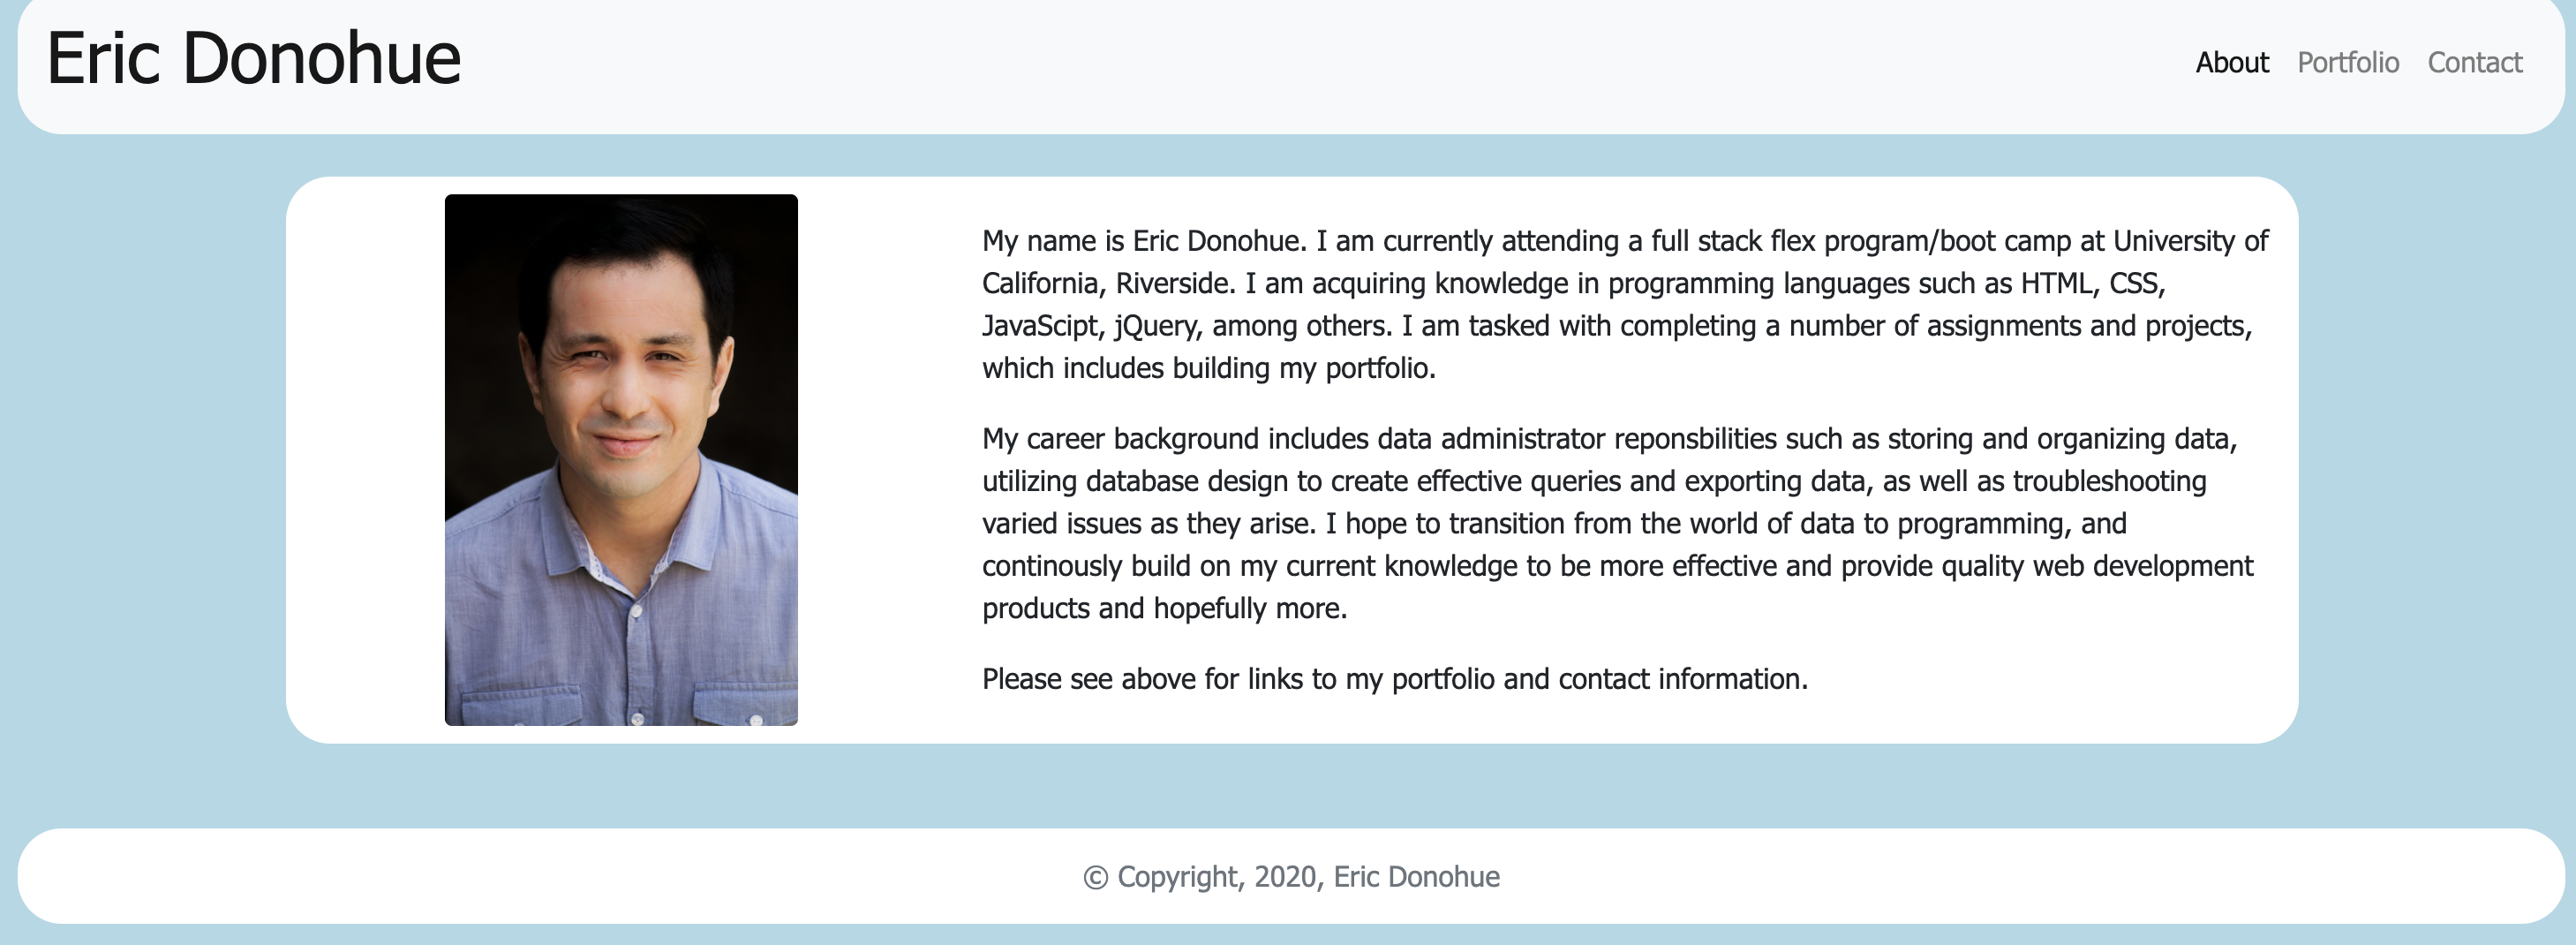 Eric Donohue
About Portfolio Contact
My name is Eric Donohue. I am currently attending a full stack flex program/boot camp at University of
California, Riverside. I am acquiring knowledge in programming languages such as HTML, CSS,
JavaScipt, jQuery, among others. I am tasked with completing a number of assignments and projects,
which includes building my portfolio.
My career background includes data administrator reponsbilities such as storing and organizing data,
utilizing database design to create effective queries and exporting data, as well as troubleshooting
varied issues as they arise. I hope to transition from the world of data to programming, and
continously build on my current knowledge to be more effective and provide quality web development
products and hopefully more.
Please see above for links to my portfolio and contact information.
© Copyright, 2020, Eric Donohue